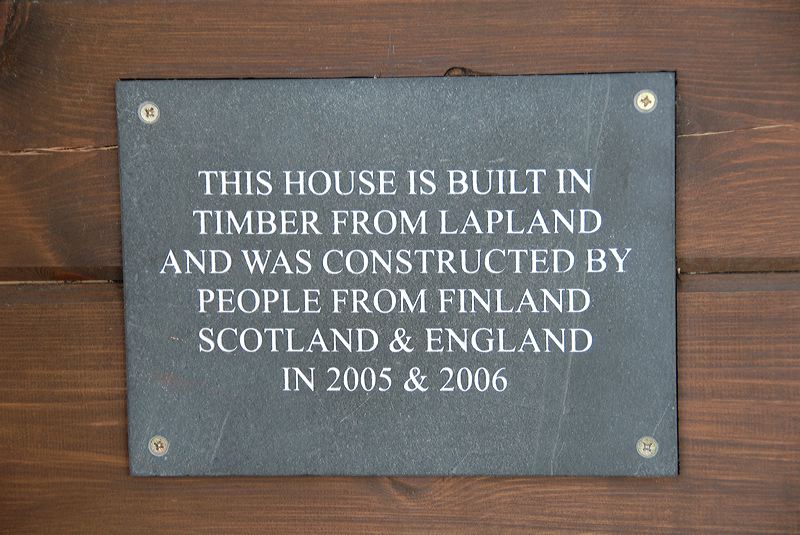 THIS HOUSE IS BUILT IN
TIMBER FROM LAPLAND
AND WAS CONSTRUCTED BY
PEOPLE FROM FINLAND
SCOTLAND & ENGLAND
IN 2005 & 2006